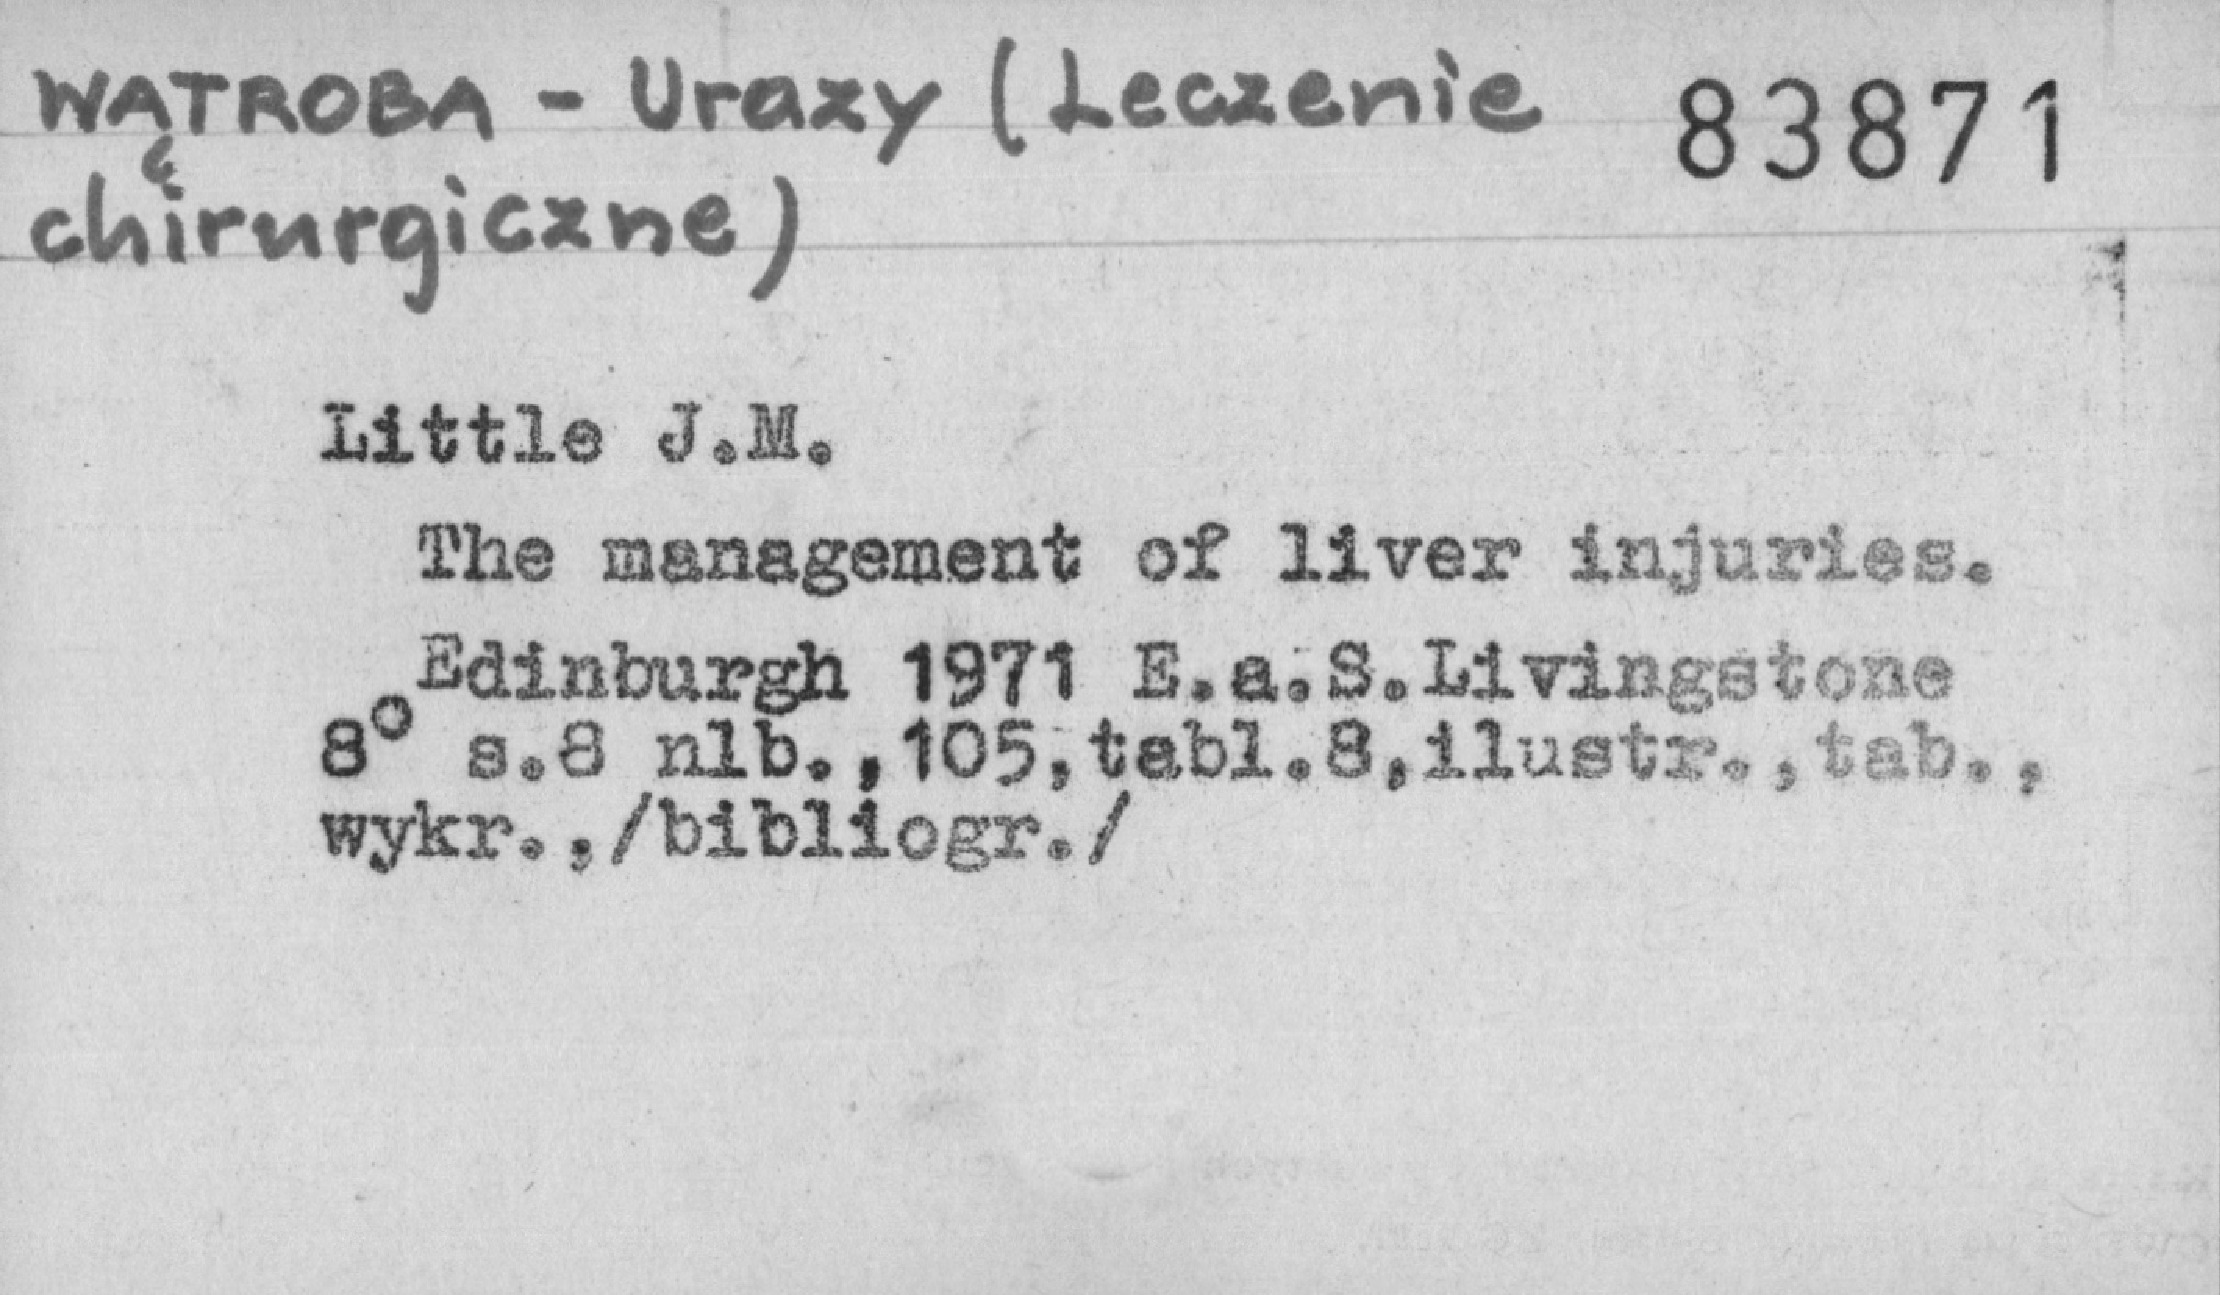 WĄTROBA - Urazy (Leczenie
chirurgiczne)
83871
Little J.M.
The management of liver injuries.
Edinburgh 1971 E.a.S.Livingstone
8° s.8 nlb.,105,tabl.8,ilustr.,tab.,
wykr.,/bibliogr./